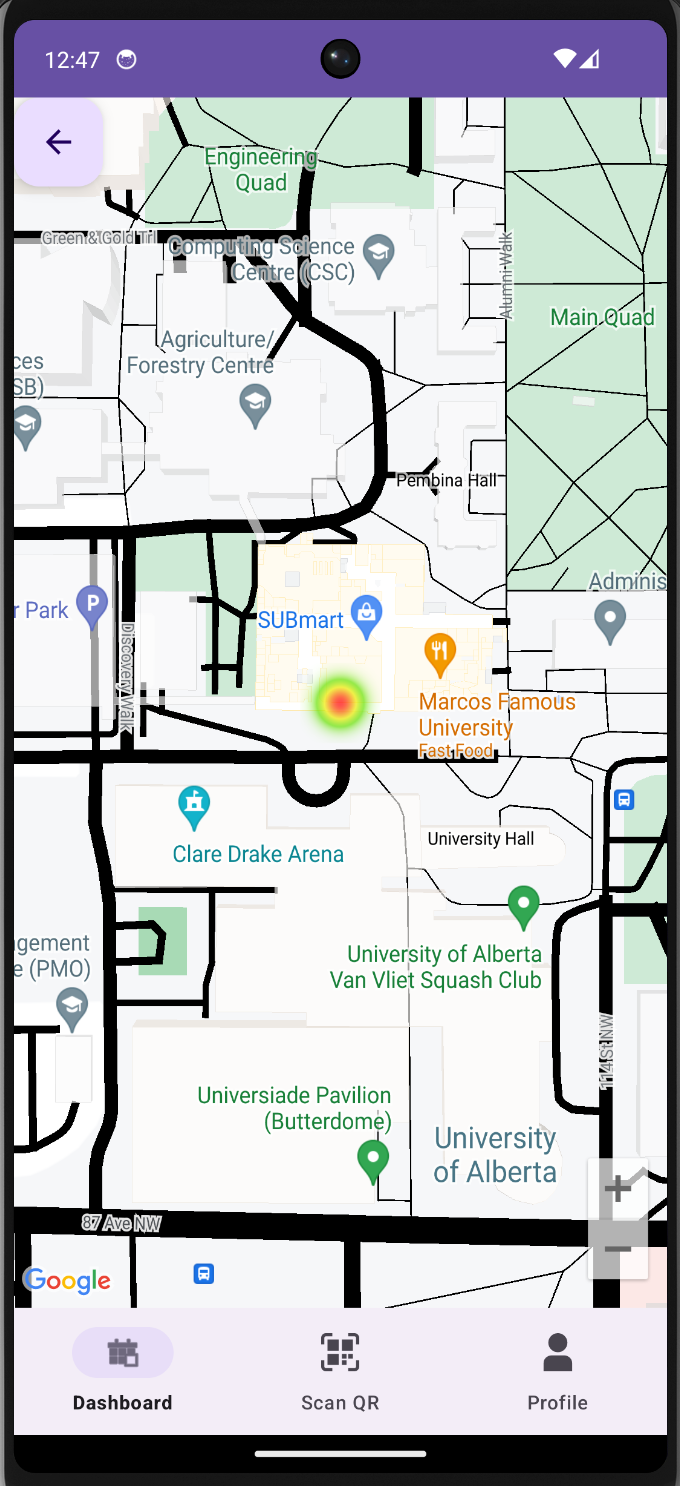 12:47
Engineering
Quad
Green & Gold Trl
Computing Science
Centre (CSC)
Alumni Walk
Main Quad
Agriculture/
Forestry Centre
ces
SB)
Pembina Hall
Adminis
r Park
P
SUBmart
Discovery Walk
Marcos Famous
University
Fast Food
Clare Drake Arena
University Hall
University of Alberta
Van Vliet Squash Club
agement
e (PMO)
114 St NW
Universiade Pavilion
(Butterdome)
University
of Alberta
87 Ave NW
Google
Dashboard
Scan QR
Profile